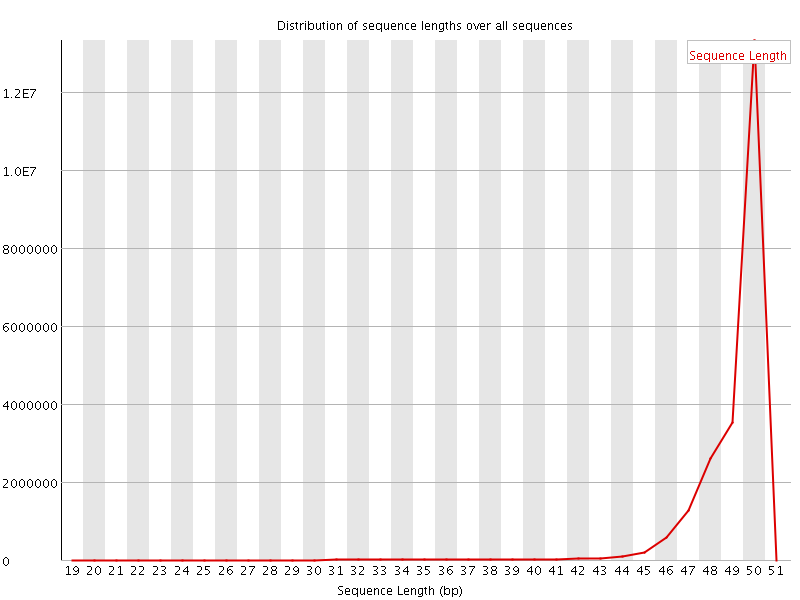 Distribution of sequence lengths over all sequences
Sequence Length
1.2E7
1.0E7
8000000
6000000
4000000
2000000
0
19 20 21 22 23 24 25 26 27 28 29 30 31 32 33 34 35 36 37 38 39 40 41 42 43 44 45 46 47 48 49 50 51
Sequence Length (bp)